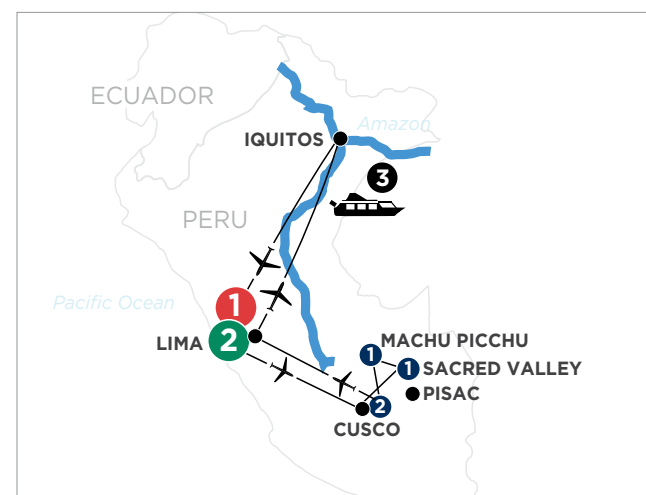 ECUADOR
Amazon
IQUITOS
3
PERU
Pacific Ocean
1
LIMA 2
MACHU PICCHU
1
1 SACRED VALLEY
PISAC
2
CUSCO